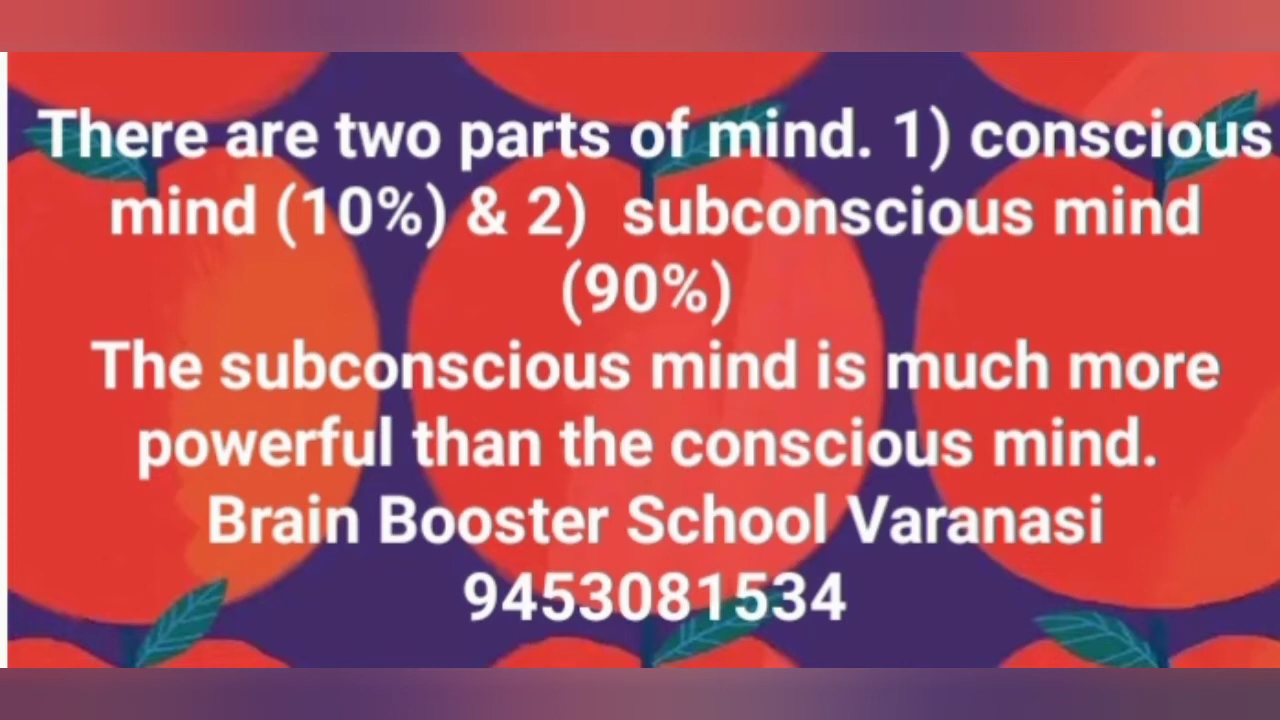 There are two parts of mind. 1) conscious
mind (10%) & 2)  subconscious mind
(90%)
The subconscious mind is much more
powerful than the conscious mind.
Brain Booster School Varanasi
9453081534